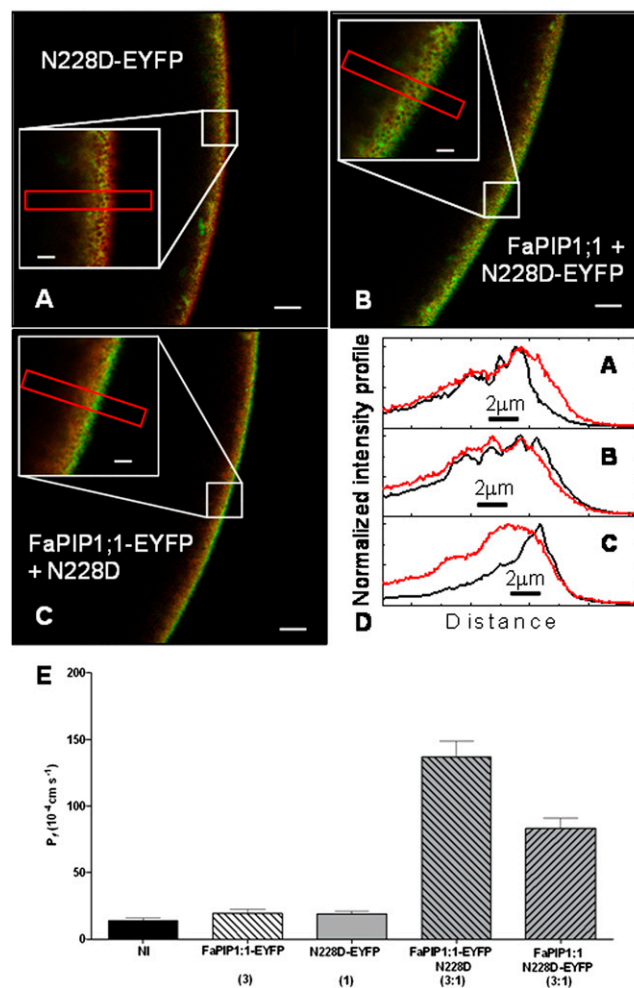 N228D-EYFP
A
FaPIP1;1 +
N228D-EYFP
B
FaPIP1;1-EYFP
+ N228D
C
Normalized intensity profile
A
2μm
B
2μm
C
2μm
D
Distance
E
Pf (10⁻⁴cm s⁻¹)
200
150
100
50
0
NI
FaPIP1:1-EYFP
(3)
N228D-EYFP
(1)
FaPIP1:1-EYFP
N228D
(3:1)
FaPIP1:1
N228D-EYFP
(3:1)